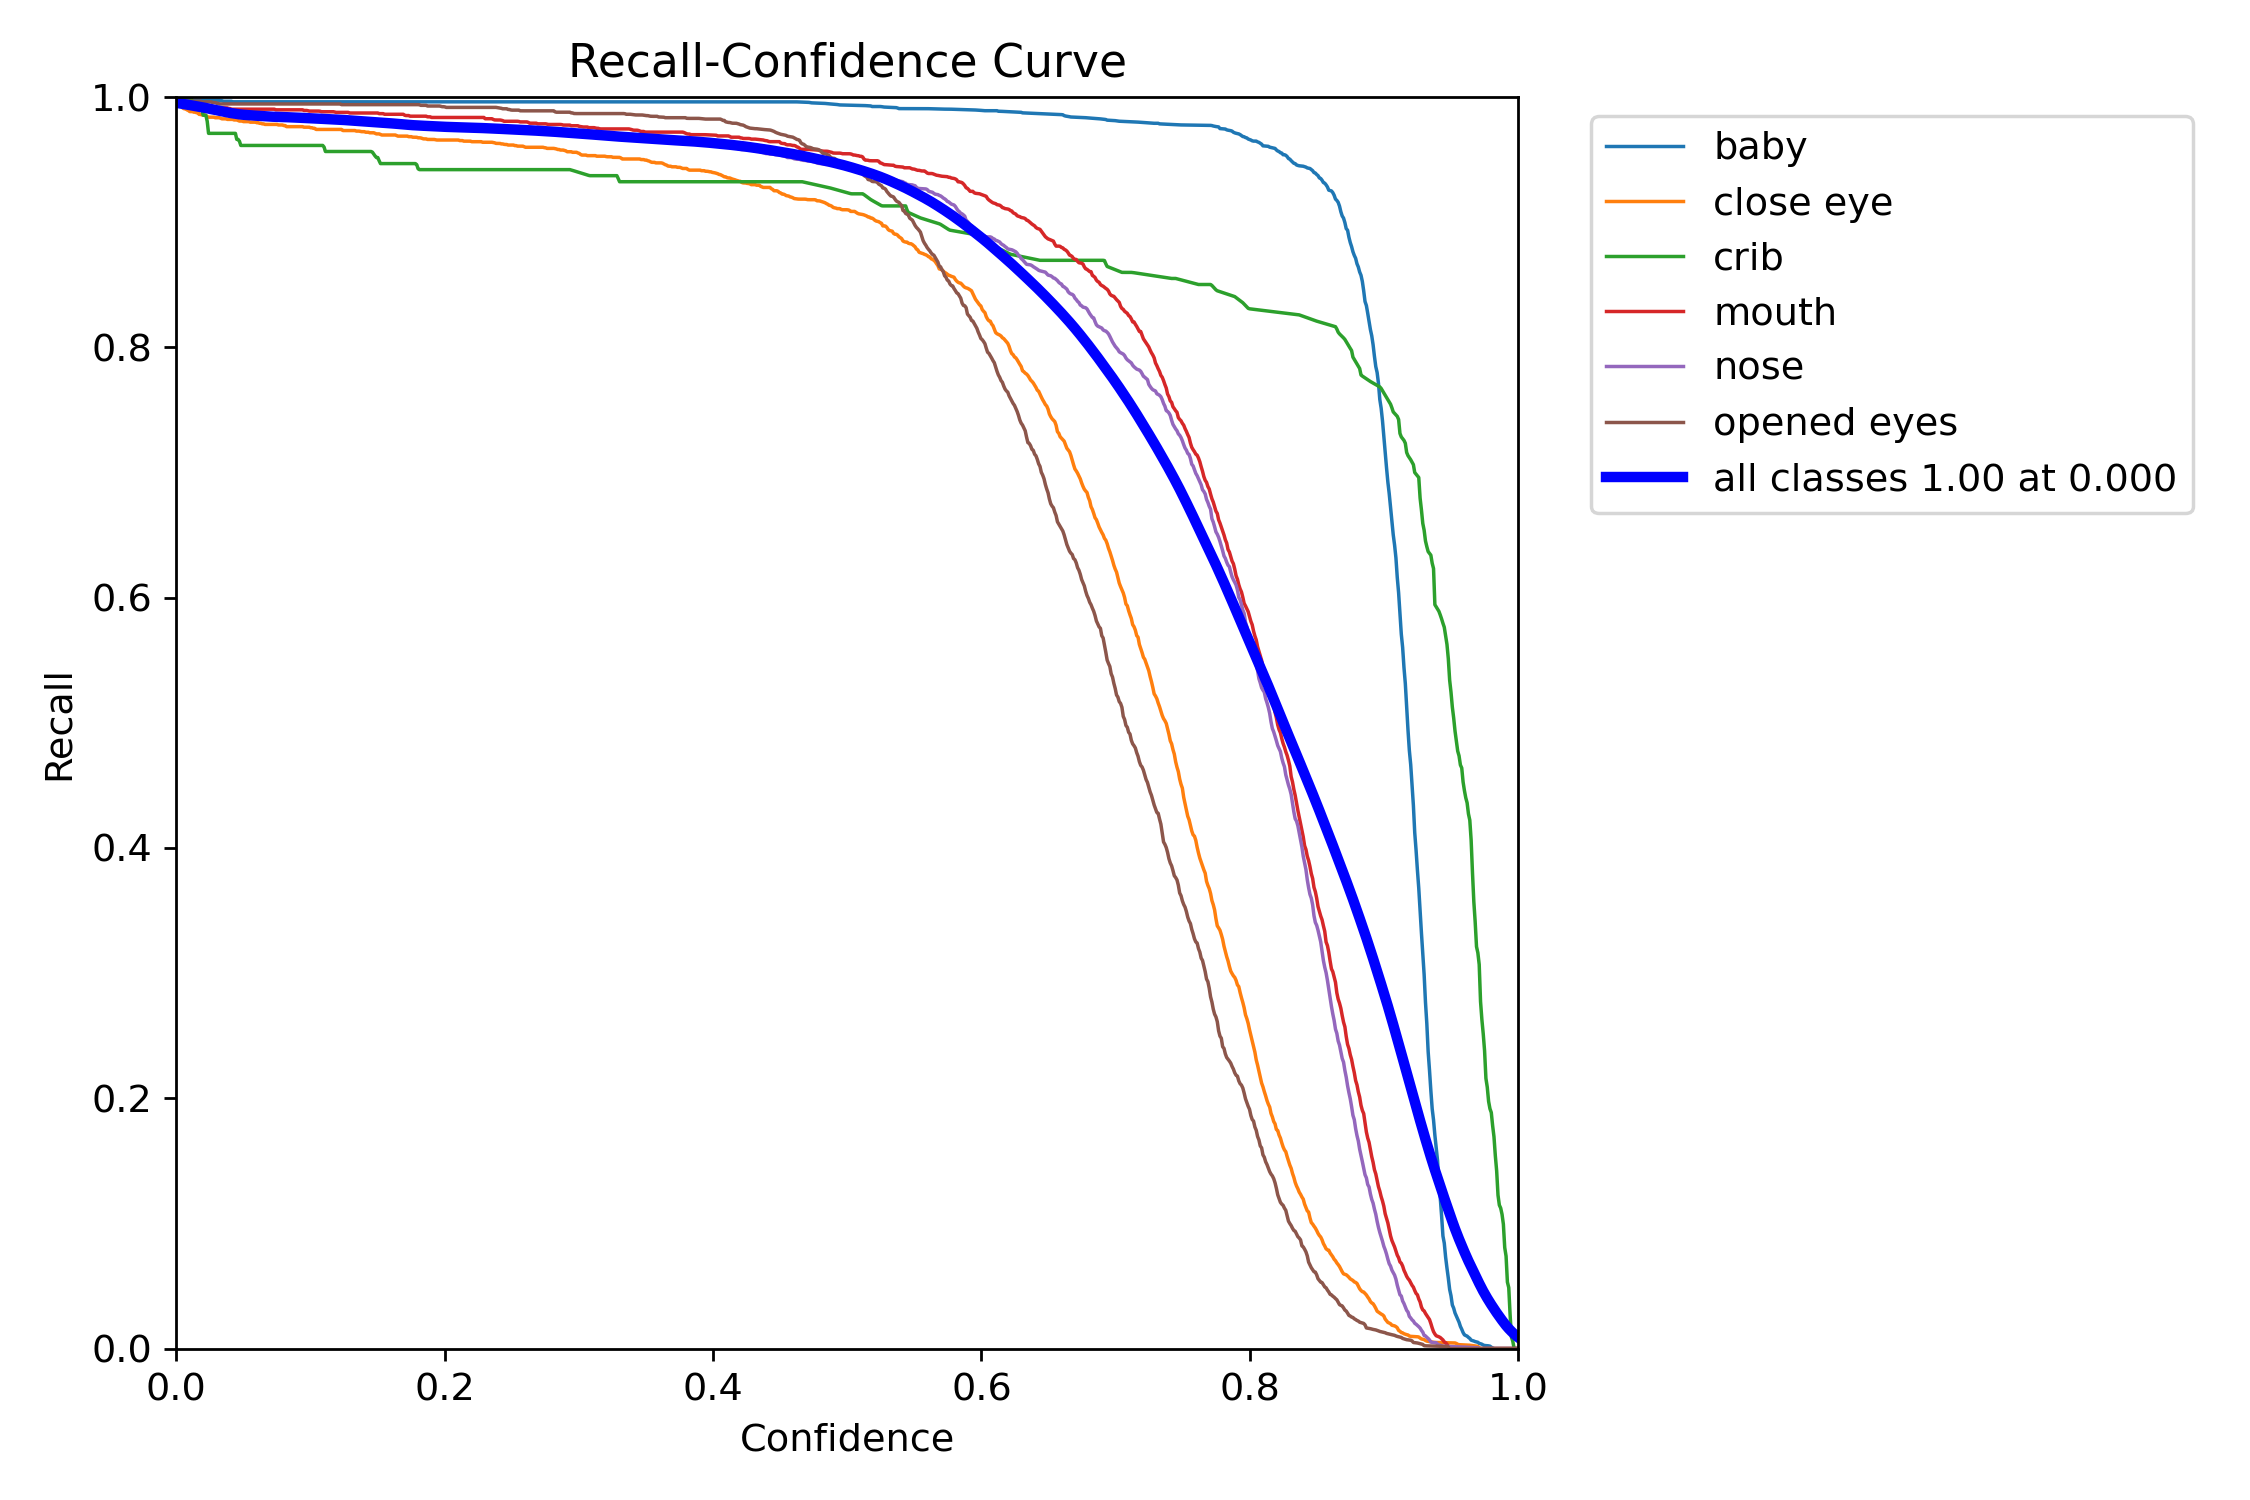 Recall-Confidence Curve
1.0
0.8
0.6
0.4
0.2
0.0
Recall
0.0 0.2 0.4 0.6 0.8 1.0
Confidence
baby
close eye
crib
mouth
nose
opened eyes
all classes 1.00 at 0.000